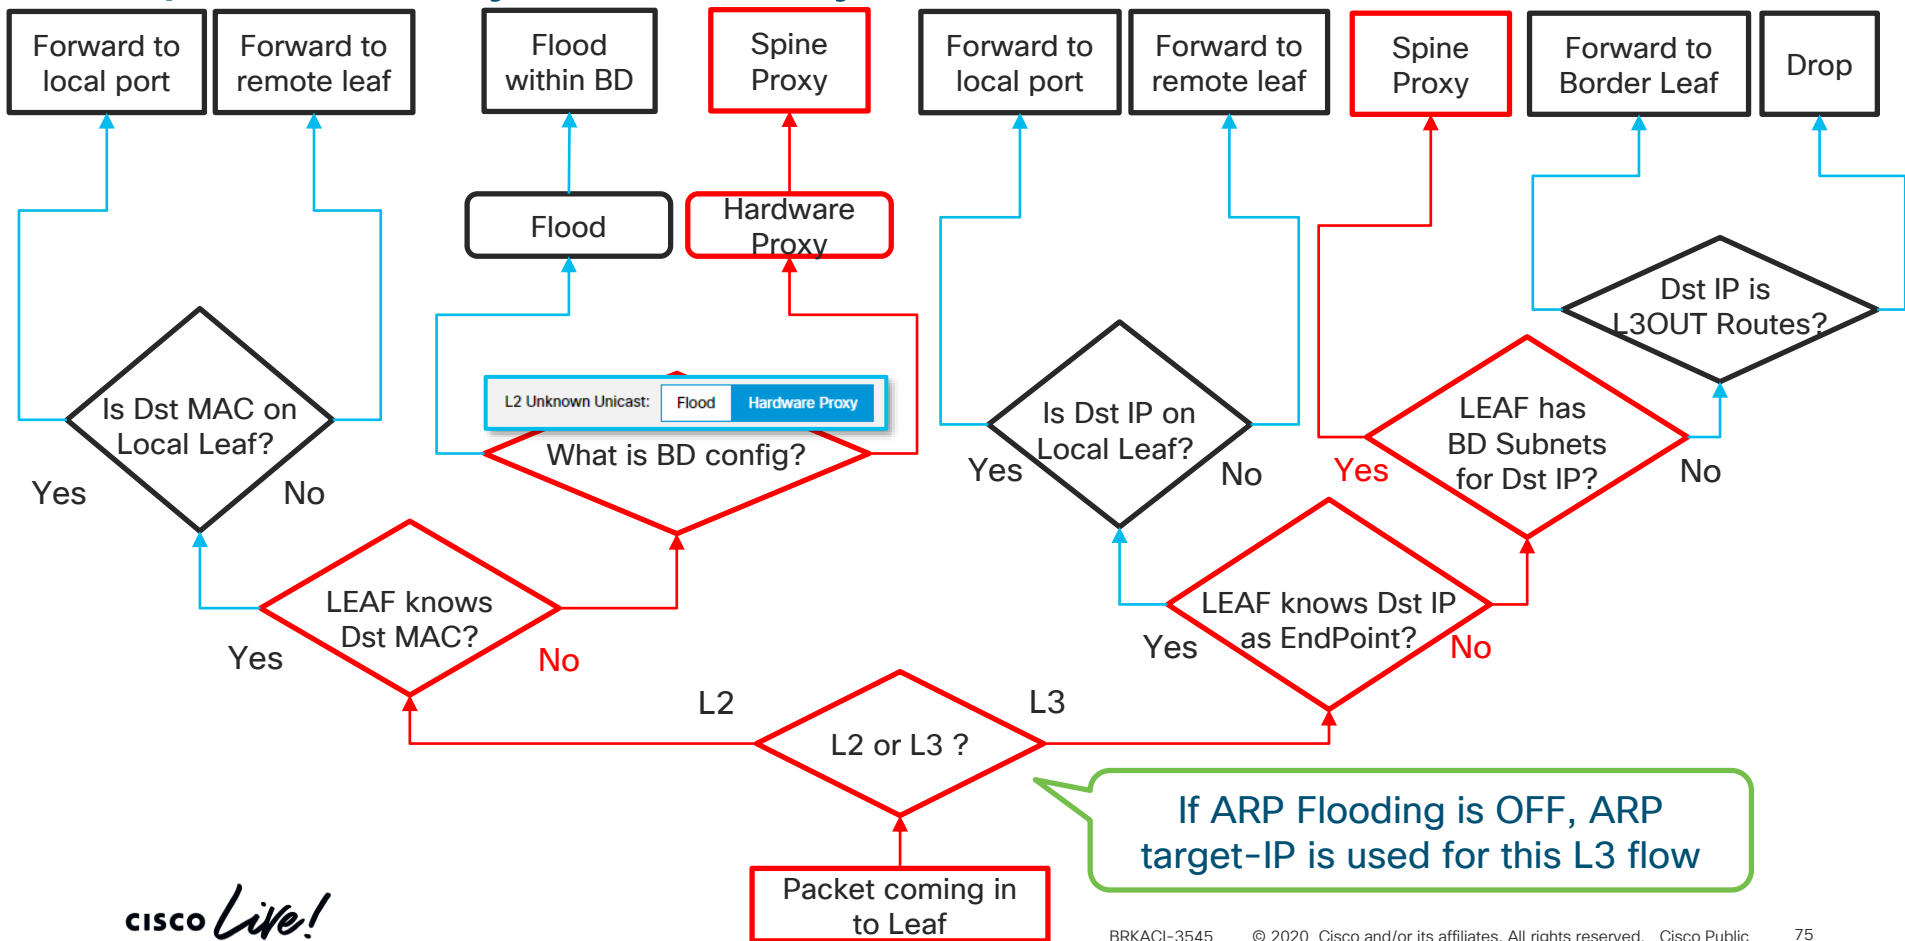 Forward to
local port
Forward to
remote leaf
Flood
within BD
Spine
Proxy
Forward to
local port
Forward to
remote leaf
Spine
Proxy
Forward to
Border Leaf
Drop
Flood
Hardware
Proxy
Dst IP is
L3OUT Routes?
L2 Unknown Unicast: Flood Hardware Proxy
What is BD config?
Is Dst MAC on
Local Leaf?
Yes
No
Is Dst IP on
Local Leaf?
Yes
No
LEAF has
BD Subnets
for Dst IP?
Yes
No
LEAF knows
Dst MAC?
Yes
No
LEAF knows Dst IP
as EndPoint?
Yes
No
L2
L3
L2 or L3 ?
If ARP Flooding is OFF, ARP
target-IP is used for this L3 flow
Packet coming in
to Leaf
CISCO Live!
BRKACI-3545 © 2020 Cisco and/or its affiliates. All rights reserved. Cisco Public 75